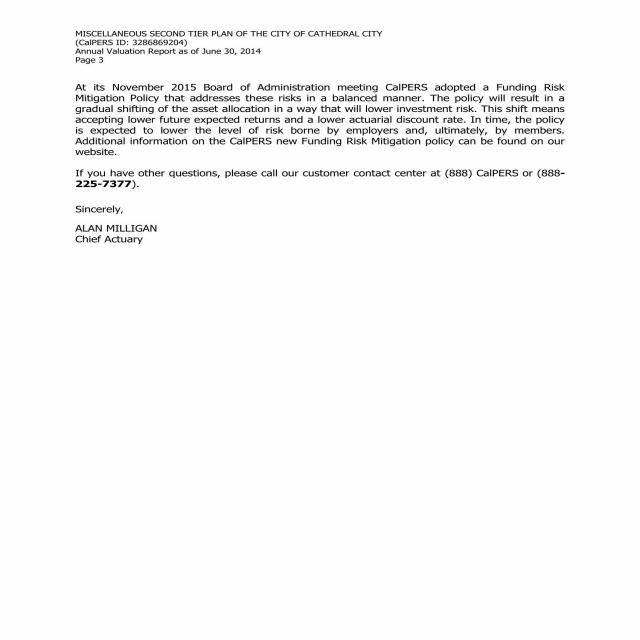 MISCELLANEOUS SECOND TIER PLAN OF THE CITY OF CATHEDRAL CITY
(CalPERS ID: 3286869204)
Annual Valuation Report as of June 30, 2014
Page 3
At its November 2015 Board of Administration meeting CalPERS adopted a Funding Risk
Mitigation Policy that addresses these risks in a balanced manner. The policy will result in a
gradual shifting of the asset allocation in a way that will lower investment risk. This shift means
accepting lower future expected returns and a lower actuarial discount rate. In time, the policy
is expected to lower the level of risk borne by employers and, ultimately, by members.
Additional information on the CalPERS new Funding Risk Mitigation policy can be found on our
website.
If you have other questions, please call our customer contact center at (888) CalPERS or (888-
225-7377).
Sincerely,
ALAN MILLIGAN
Chief Actuary